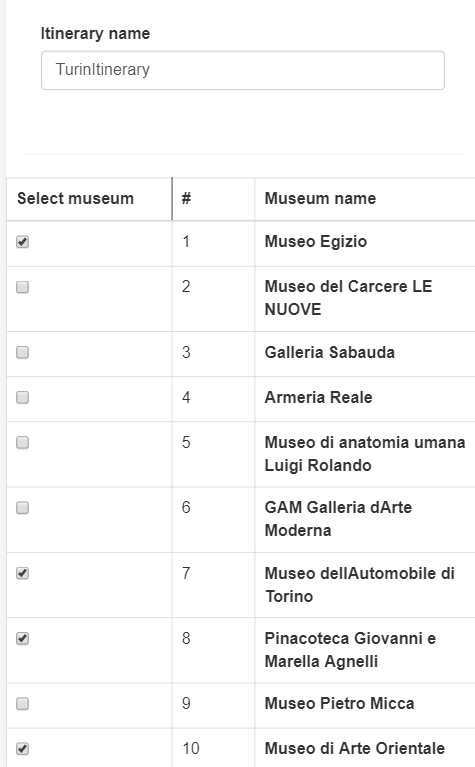 Itinerary name
TurinItinerary
Select museum # Museum name
1 Museo Egizio
2 Museo del Carcere LE
NUOVE
3 Galleria Sabauda
4 Armeria Reale
5 Museo di anatomia umana
Luigi Rolando
6 GAM Galleria dArte
Moderna
7 Museo dellAutomobile di
Torino
8 Pinacoteca Giovanni e
Marella Agnelli
9 Museo Pietro Micca
10 Museo di Arte Orientale